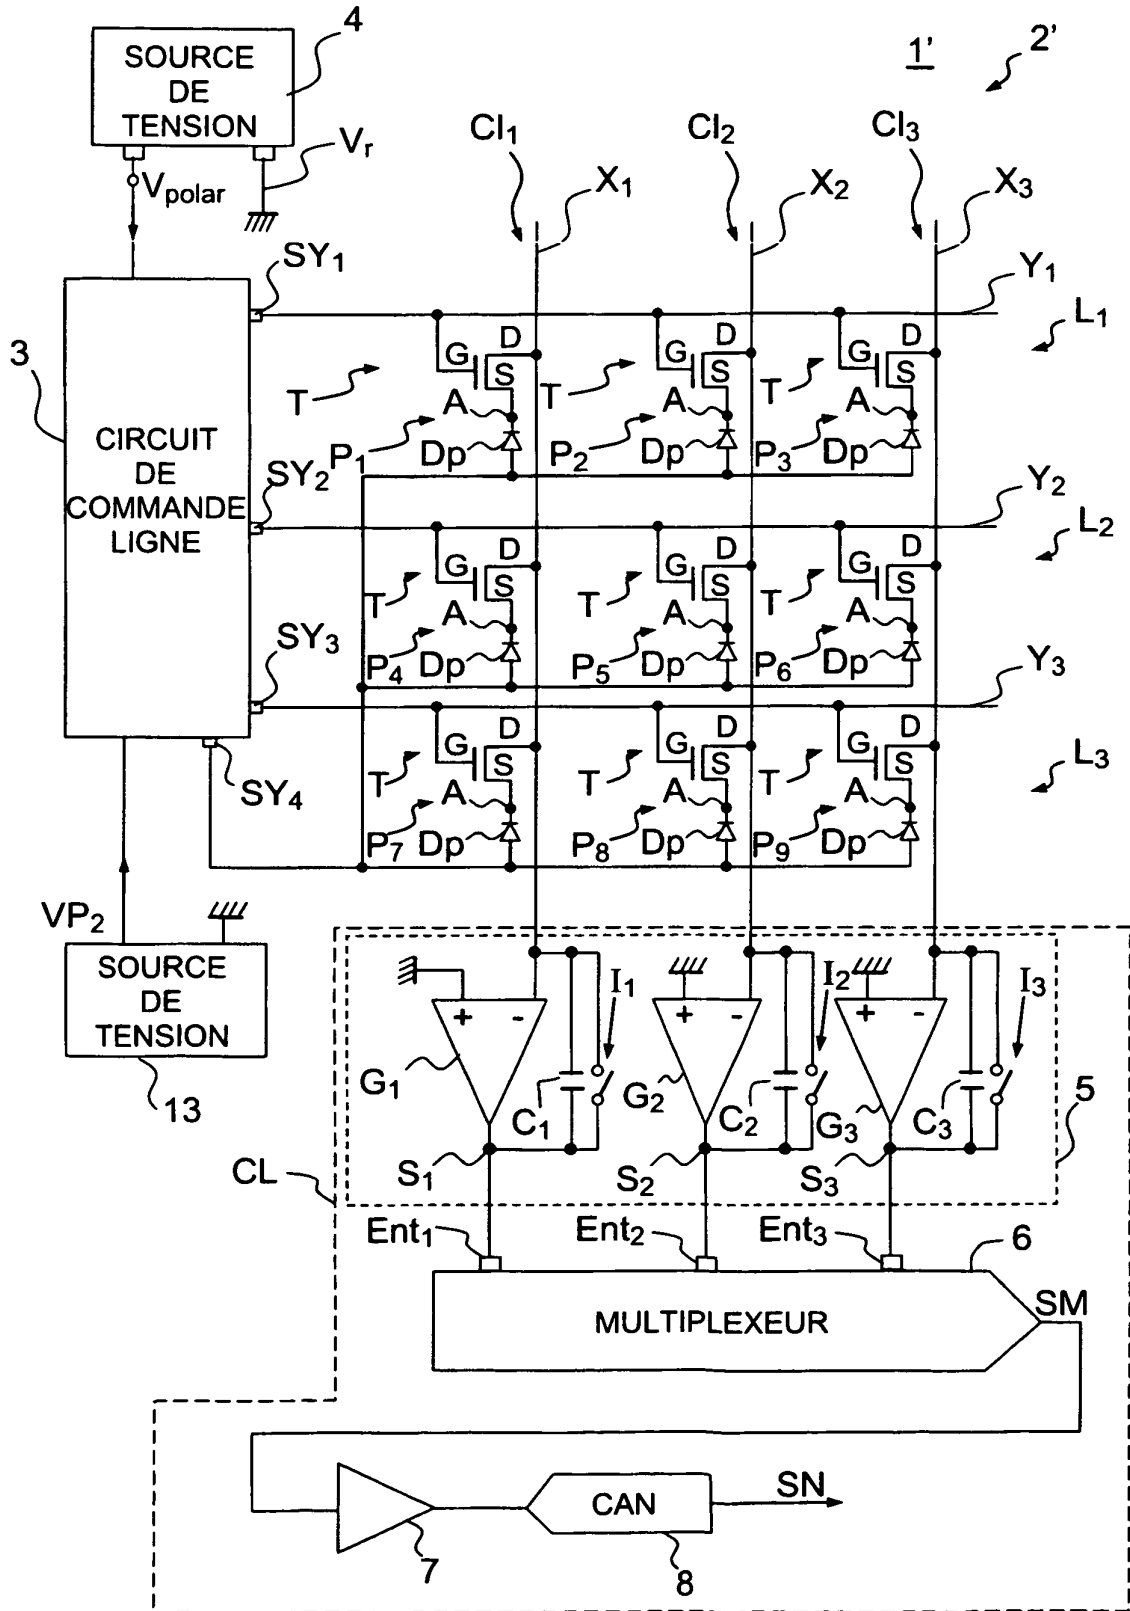 4
SOURCE
DE
TENSION
1'
2'
Cl1
Cl2
Cl3
Vr
Vpolar
X1
X2
X3
SY1
Y1
L1
3
G D S
T
A
P1
Dp
G D S
T
A
P2
Dp
G D S
T
A
P3
Dp
CIRCUIT
DE
COMMANDE
LIGNE
SY2
Y2
L2
G D S
T
A
P4
Dp
G D S
T
A
P5
Dp
G D S
T
A
P6
Dp
SY3
Y3
L3
G D S
T
A
P7
Dp
G D S
T
A
P8
Dp
G D S
T
A
P9
Dp
SY4
VP2
SOURCE
DE
TENSION
13
+ -
I1
+ -
I2
+ -
I3
G1
C1
G2
C2
G3
C3
5
CL
S1
S2
S3
Ent1
Ent2
Ent3
6
MULTIPLEXEUR
SM
CAN
SN
7
8